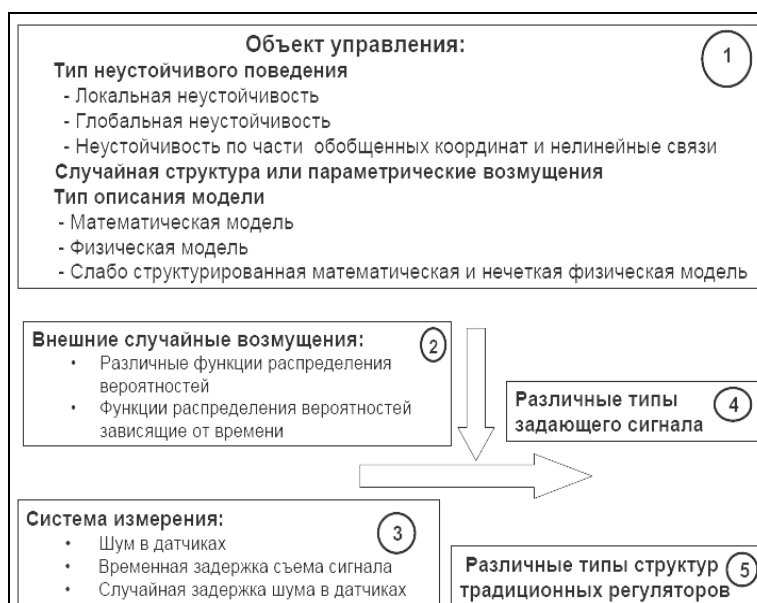 Объект управления:
1
Тип неустойчивого поведения
- Локальная неустойчивость
- Глобальная неустойчивость
- Неустойчивость по части обобщенных координат и нелинейные связи
Случайная структура или параметрические возмущения
Тип описания модели
- Математическая модель
- Физическая модель
- Слабо структурированная математическая и нечеткая физическая модель
Внешние случайные возмущения:
2
• Различные функции распределения
вероятностей
• Функции распределения вероятностей
зависящие от времени
Различные типы
задающего сигнала
4
Система измерения:
3
• Шум в датчиках
• Временная задержка съема сигнала
• Случайная задержка шума в датчиках
Различные типы структур
традиционных регуляторов
5